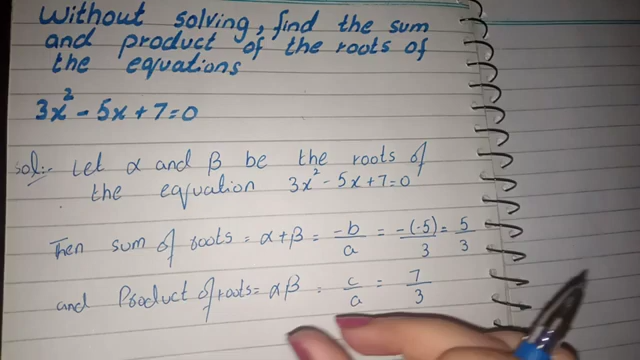 Without solving, find the sum
and product of the roots of
the equations
3x² - 5x + 7 = 0
Sol:- Let α and β be the roots of
the equation 3x² - 5x + 7 = 0
Then sum of roots = α + β = -b/a = -(-5)/3 = 5/3
and Product of roots = αβ = c/a = 7/3